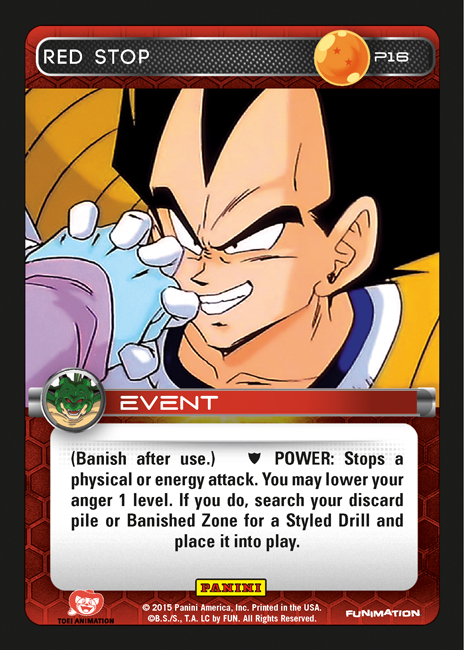 RED STOP P16
EVENT
(Banish after use.) POWER: Stops a
physical or energy attack. You may lower your
anger 1 level. If you do, search your discard
pile or Banished Zone for a Styled Drill and
place it into play.
PANINI
TOEI ANIMATION
© 2015 Panini America, Inc. Printed in the USA.
©B.S./S., T.A. LC by FUN. All Rights Reserved.
FUNIMATION